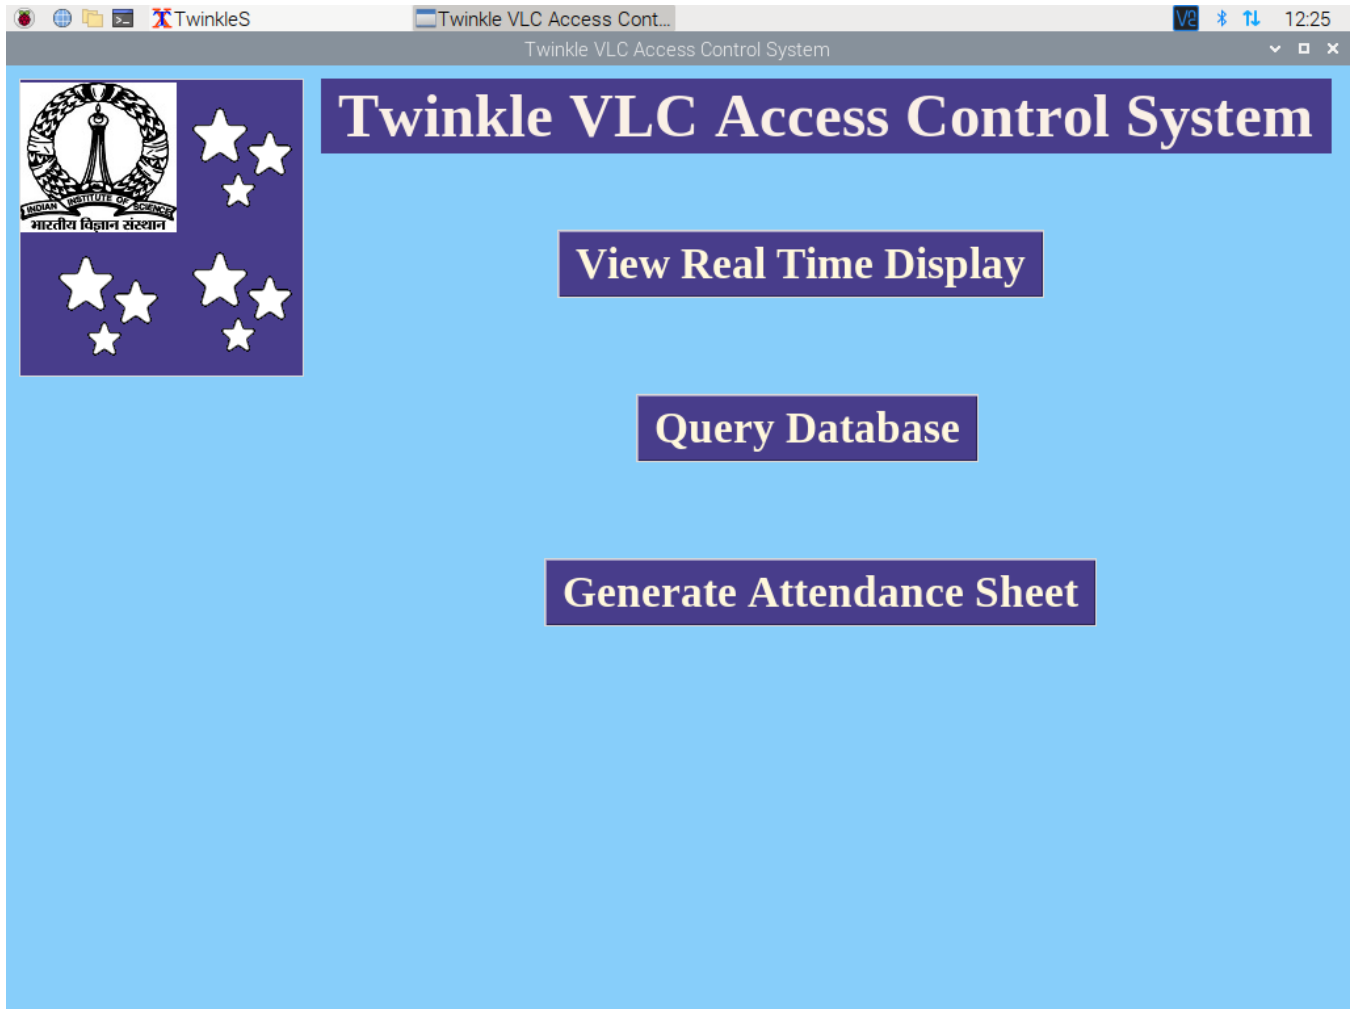 TwinkleS
Twinkle VLC Access Cont...
V2
12:25
Twinkle VLC Access Control System
INDIAN INSTITUTE OF SCIENCE
भारतीय विज्ञान संस्थान
Twinkle VLC Access Control System
View Real Time Display
Query Database
Generate Attendance Sheet